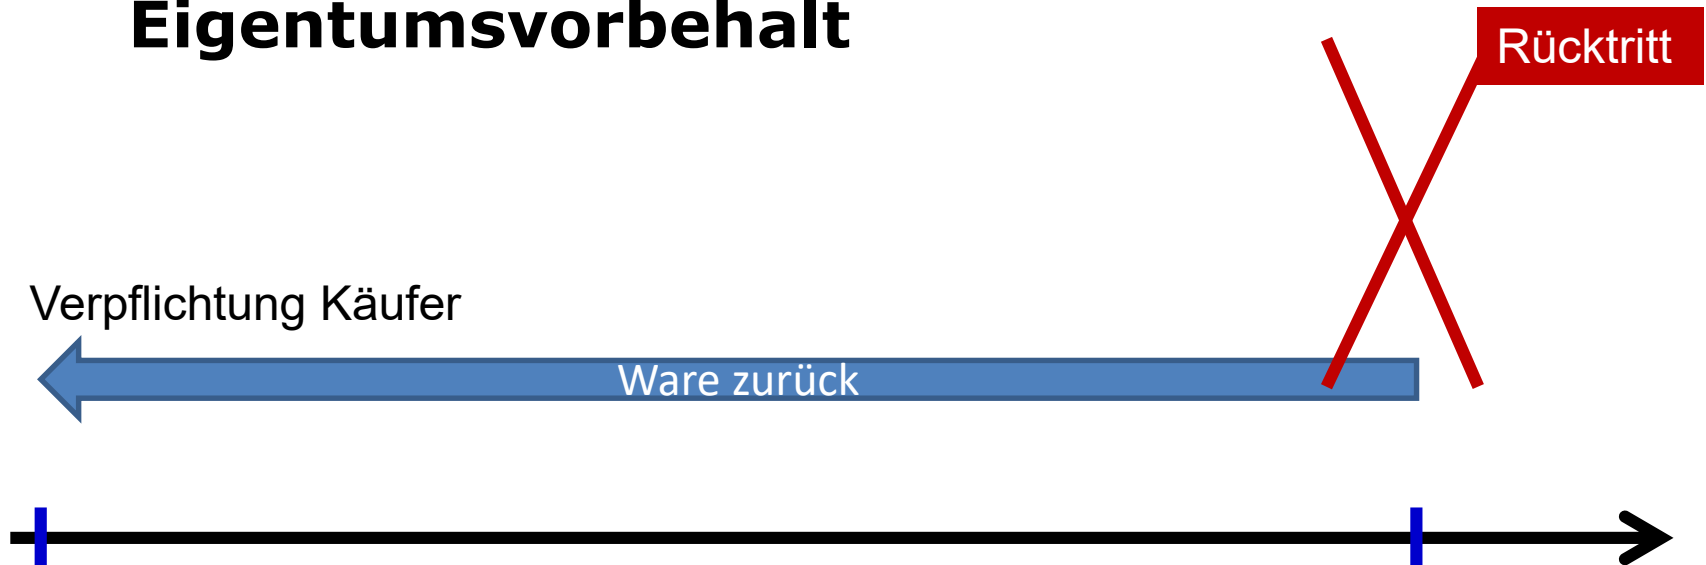 Eigentumsvorbehalt
Rücktritt
Verpflichtung Käufer
Ware zurück